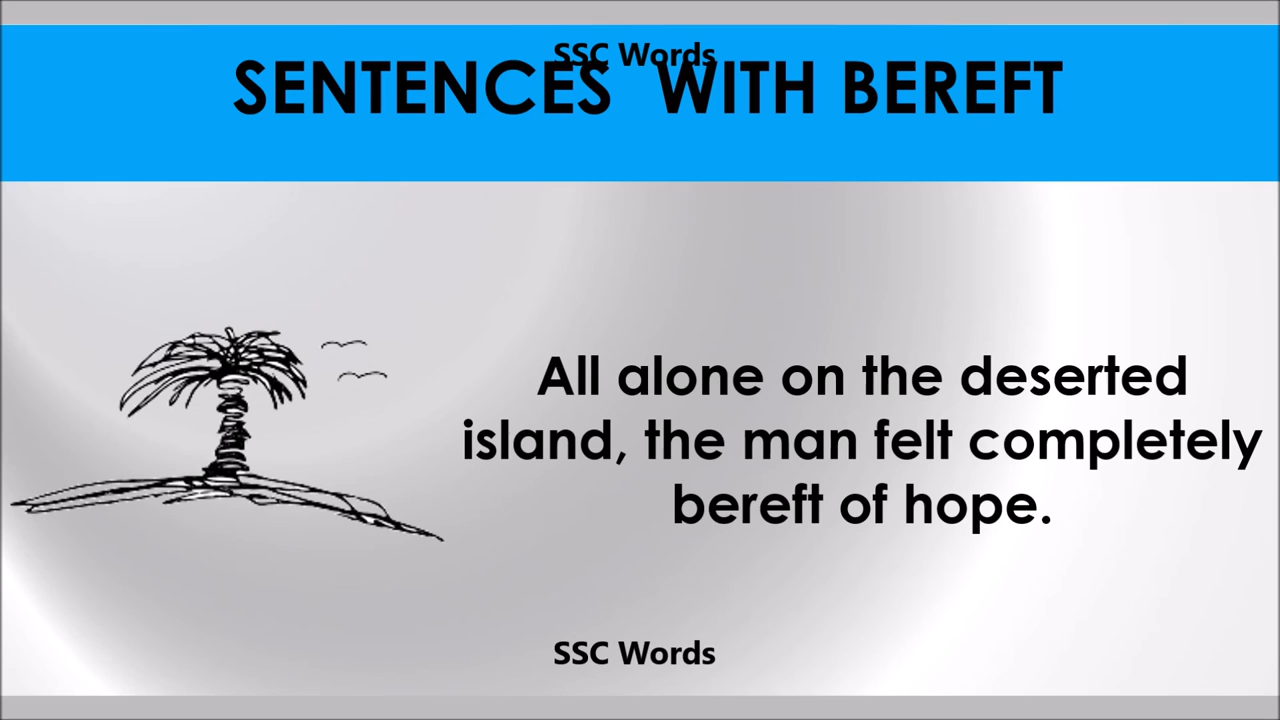 SSC Words
SENTENCES WITH BEREFT
All alone on the deserted
island, the man felt completely
bereft of hope.
SSC Words